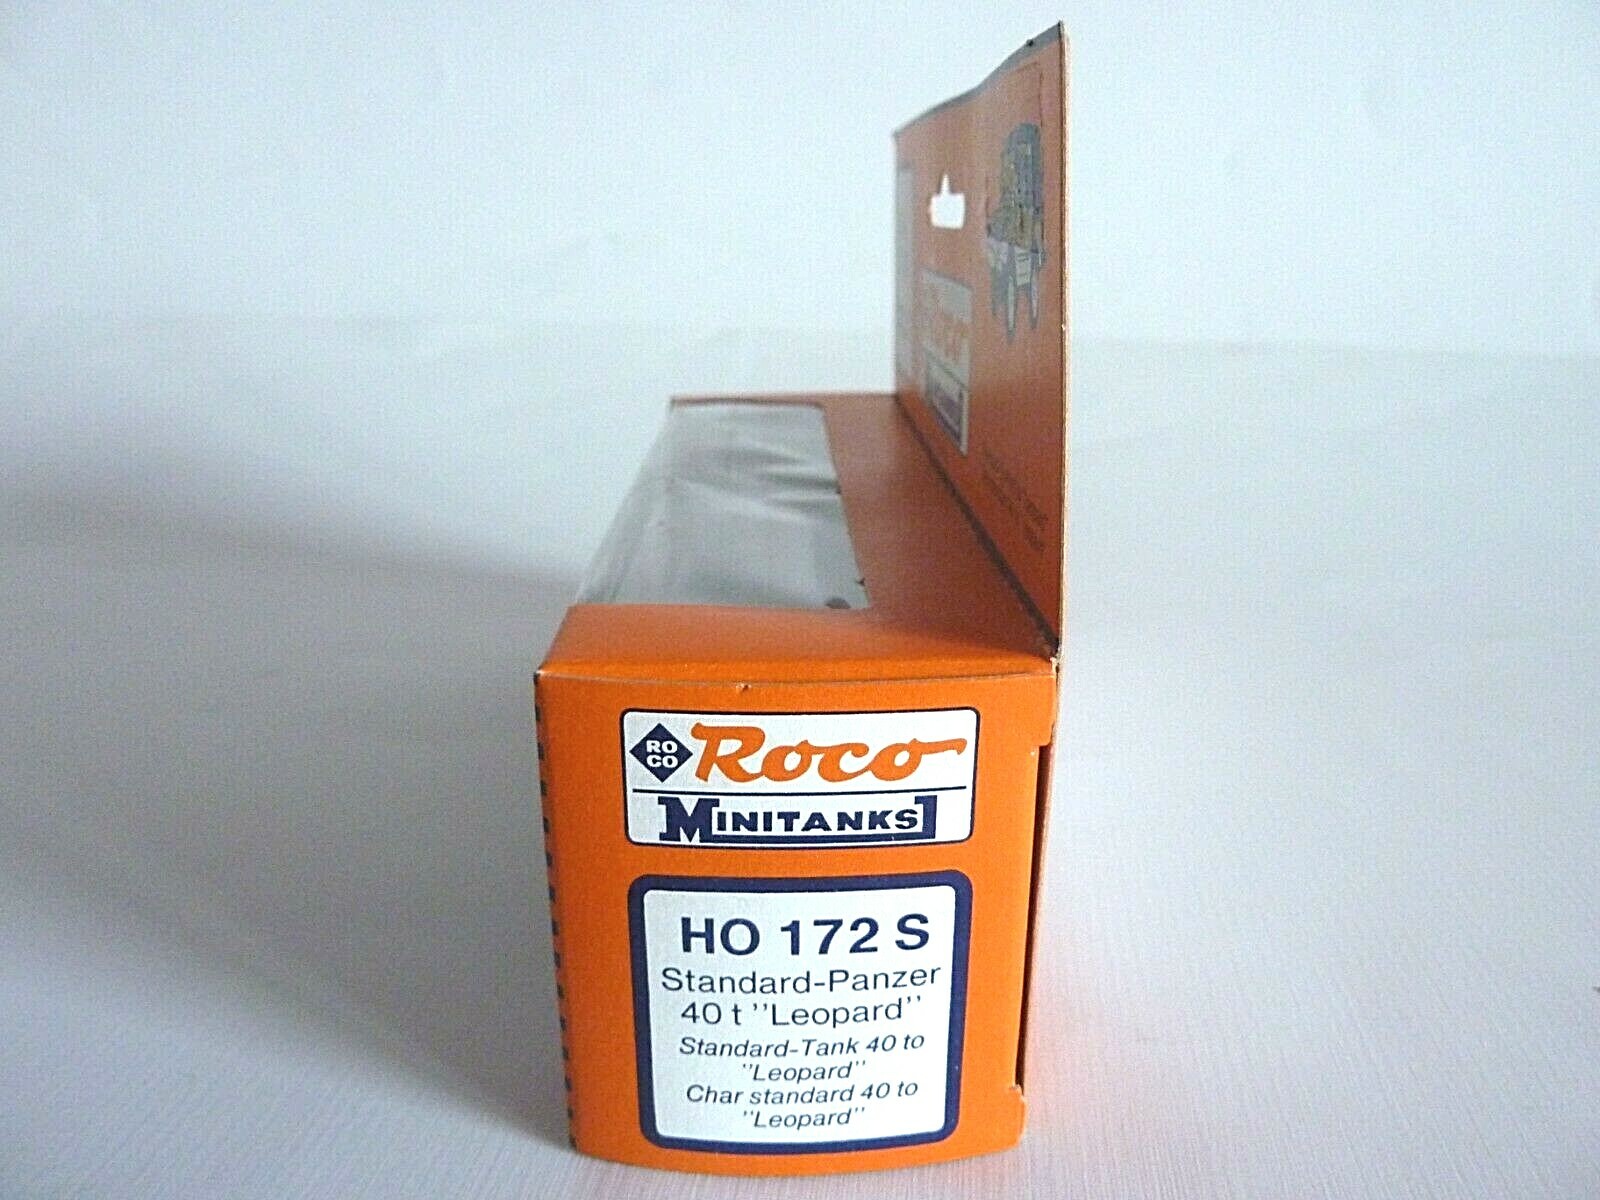 Roco
RO
CO
Roco
MINITANKS
HO 172 S
Standard-Panzer
40 t "Leopard"
Standard-Tank 40 to
"Leopard"
Char standard 40 to
"Leopard"